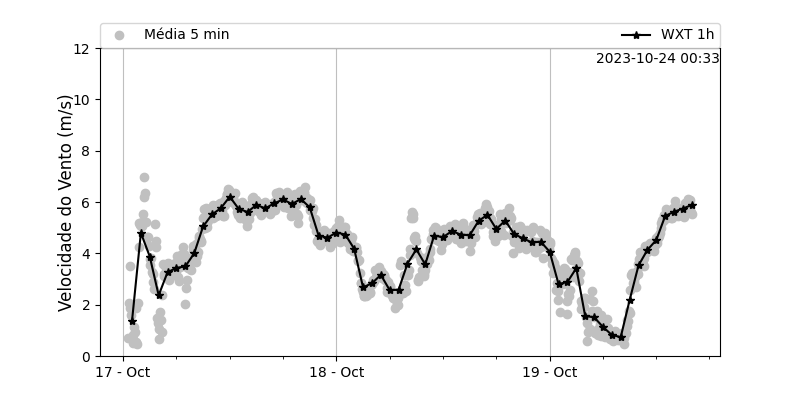 Média 5 min
WXT 1h
2023-10-24 00:33
Velocidade do Vento (m/s)
12
10
8
6
4
2
0
17 - Oct
18 - Oct
19 - Oct